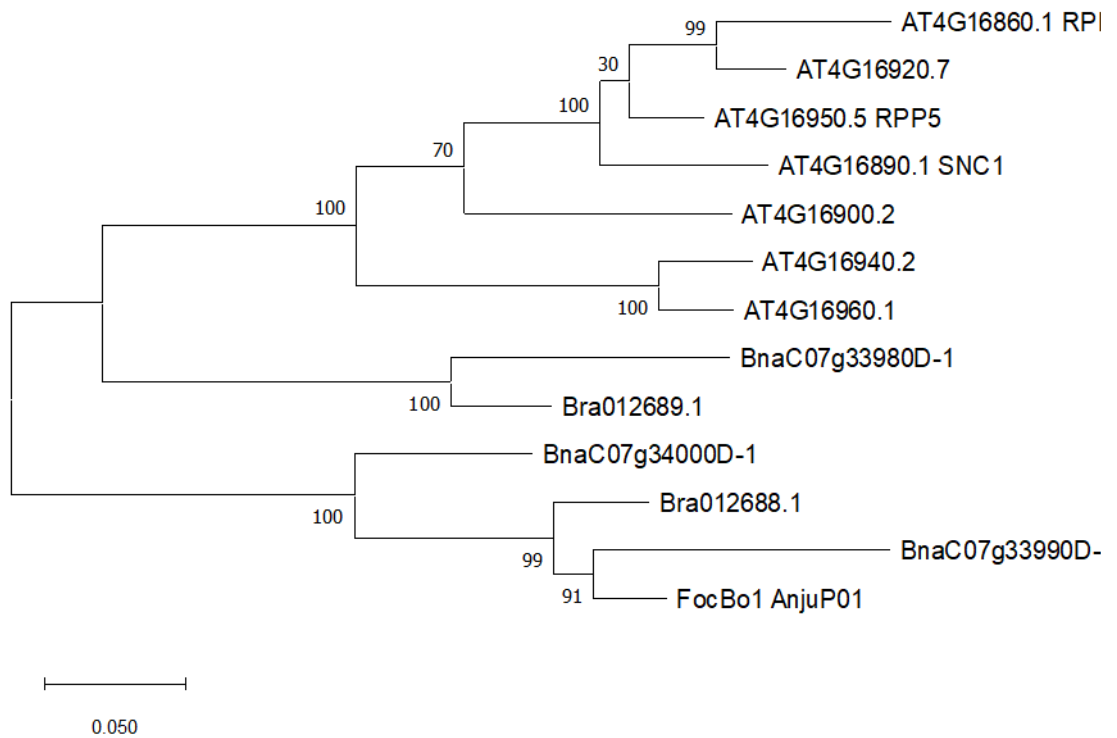 AT4G16860.1
99
AT4G16920.7
30
AT4G16950.5 RPP5
100
AT4G16890.1 SNC1
70
AT4G16900.2
100
AT4G16940.2
AT4G16960.1
100
BnaC07g33980D-1
Bra012689.1
100
BnaC07g34000D-1
Bra012688.1
100
BnaC07g33990D-
99
FocBo1 AnjuP01
91
0.050